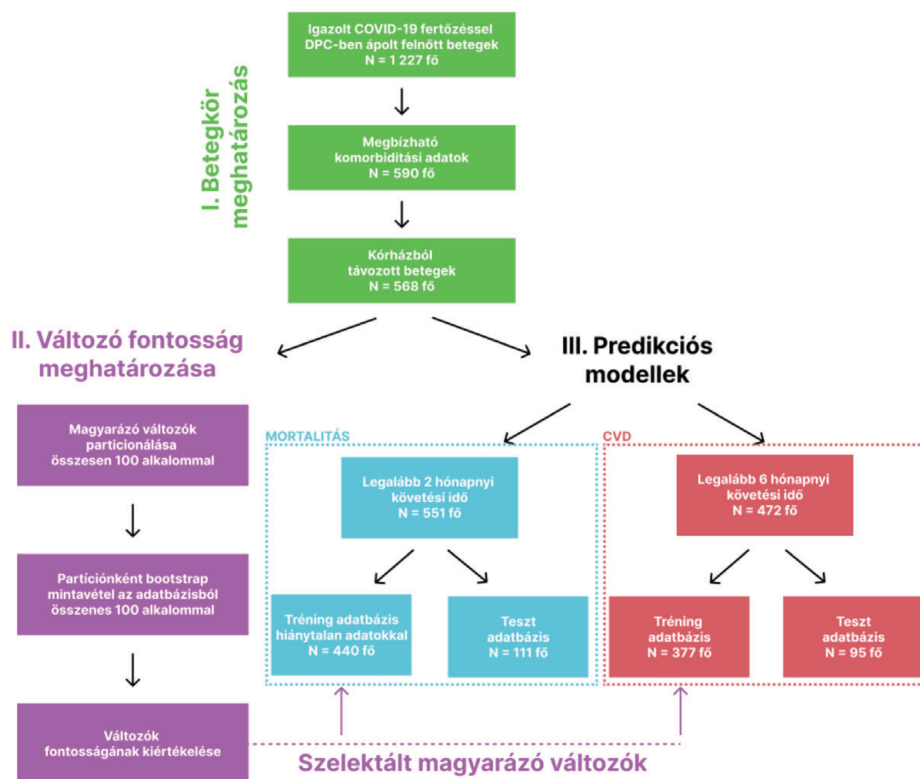 Igazolt COVID-19 fertőzéssel
DPC-ben ápolt felnőtt betegek
N = 1 227 fő
I. Betegkör
meghatározás
Megbízható
komorbiditási adatok
N = 590 fő
Kórházból
távozott betegek
N = 568 fő
II. Változó fontosság
meghatározása
Magyarázó változók
particionálása
összesen 100 alkalommal
Partíciónként bootstrap
mintavétel az adatbázisból
összenes 100 alkalommal
Változók
fontosságának kiértékelése
III. Predikciós
modellek
MORTALITÁS
Legalább 2 hónapnyi
követési idő
N = 551 fő
Tréning adatbázis
hiánytalan adatokkal
N = 440 fő
Teszt
adatbázis
N = 111 fő
CVD
Legalább 6 hónapnyi
követési idő
N = 472 fő
Tréning
adatbázis
N = 377 fő
Teszt
adatbázis
N = 95 fő
Szelektált magyarázó változók